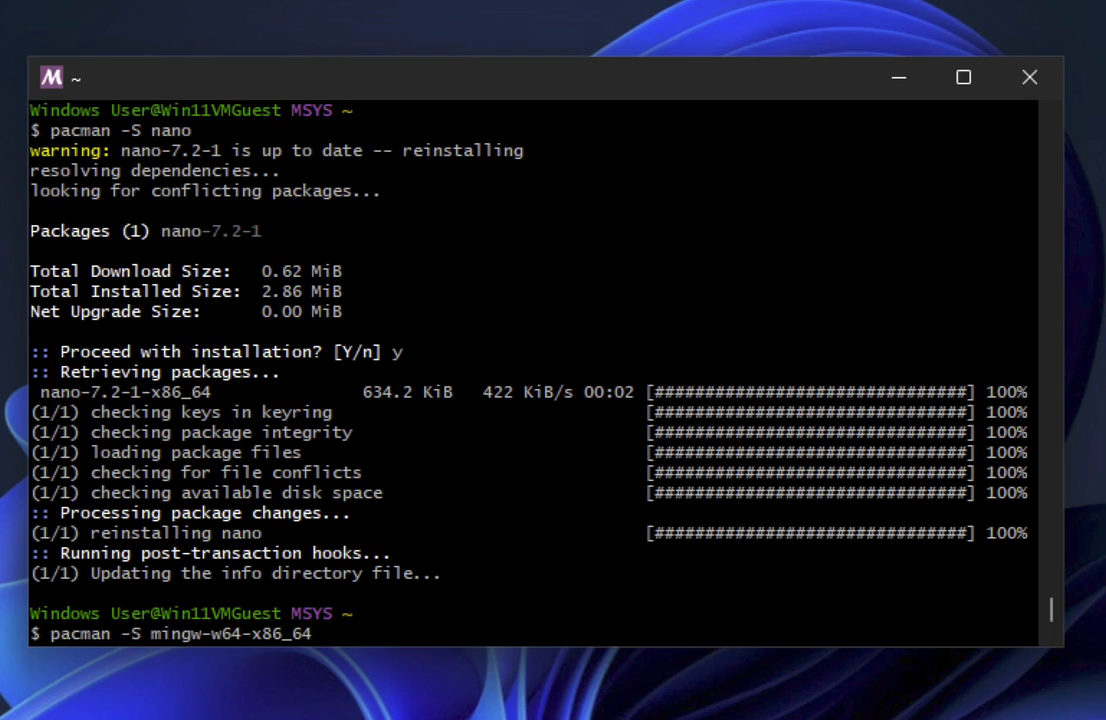 M ~
Windows User@Win11VMGuest MSYS ~
$ pacman -S nano
warning: nano-7.2-1 is up to date -- reinstalling
resolving dependencies...
looking for conflicting packages...
Packages (1) nano-7.2-1
Total Download Size:   0.62 MiB
Total Installed Size:  2.86 MiB
Net Upgrade Size:      0.00 MiB
:: Proceed with installation? [Y/n] y
:: Retrieving packages...
nano-7.2-1-x86_64               634.2 KiB   422 KiB/s 00:02 [###############################] 100%
(1/1) checking keys in keyring                               [###############################] 100%
(1/1) checking package integrity                             [###############################] 100%
(1/1) loading package files                                  [###############################] 100%
(1/1) checking for file conflicts                            [###############################] 100%
(1/1) checking available disk space                          [###############################] 100%
:: Processing package changes...
(1/1) reinstalling nano                                      [###############################] 100%
:: Running post-transaction hooks...
(1/1) Updating the info directory file...
Windows User@Win11VMGuest MSYS ~
$ pacman -S mingw-w64-x86_64